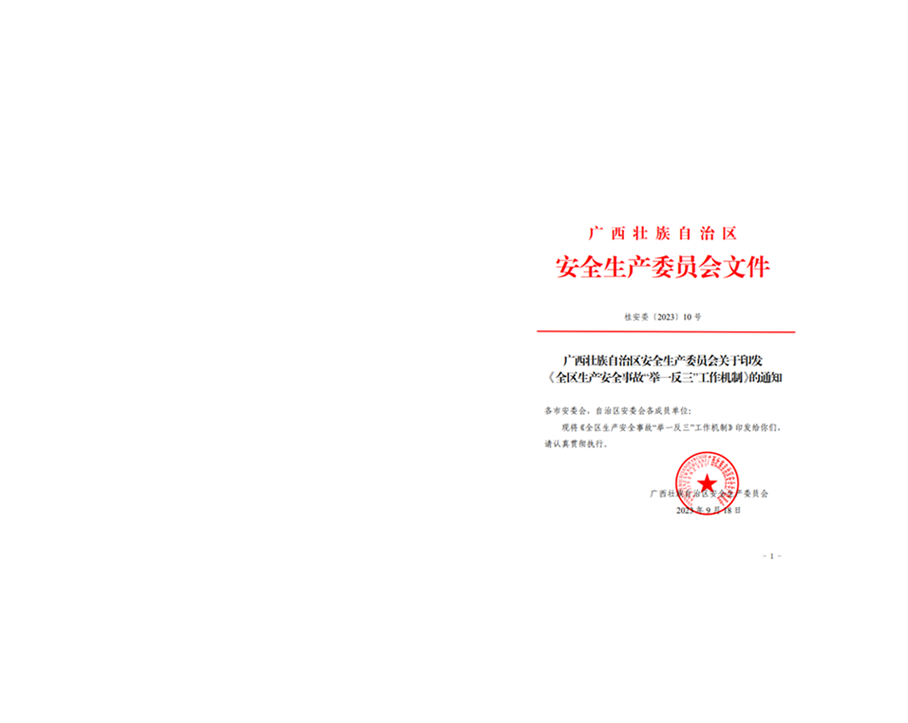 广西壮族自治区
安全生产委员会文件
桂安委〔2023〕10号
广西壮族自治区安全生产委员会关于印发
《全区生产安全事故“举一反三”工作机制》的通知
各市安委会、自治区安委会各成员单位:
现将《全区生产安全事故“举一反三”工作机制》印发给你们,
请认真贯彻执行。
广西壮族自治区安全生产委员会
2023年9月18日
- 1 -